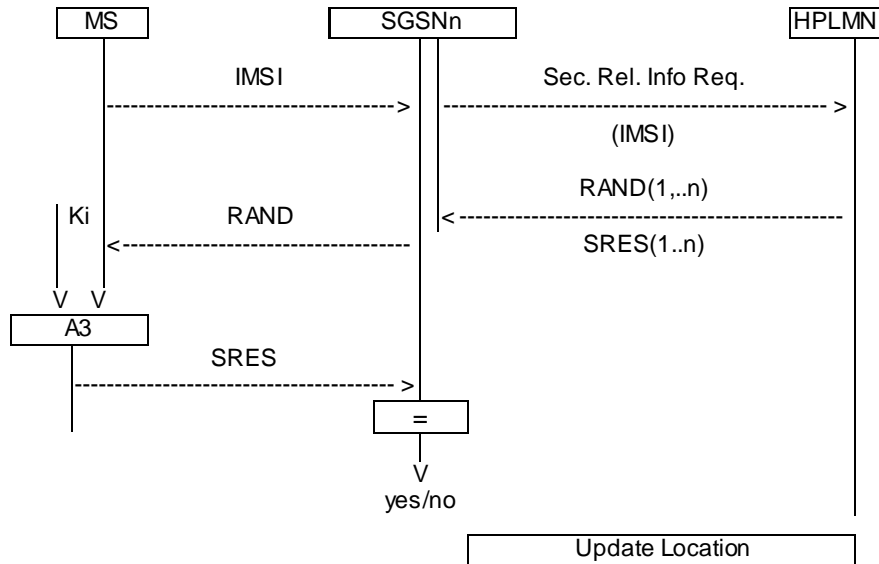 MS
SGSNn
HPLMN
IMSI
Sec. Rel. Info Req.
(IMSI)
RAND(1,..n)
Ki
RAND
SRES(1..n)
V V
A3
SRES
=
V
yes/no
Update Location